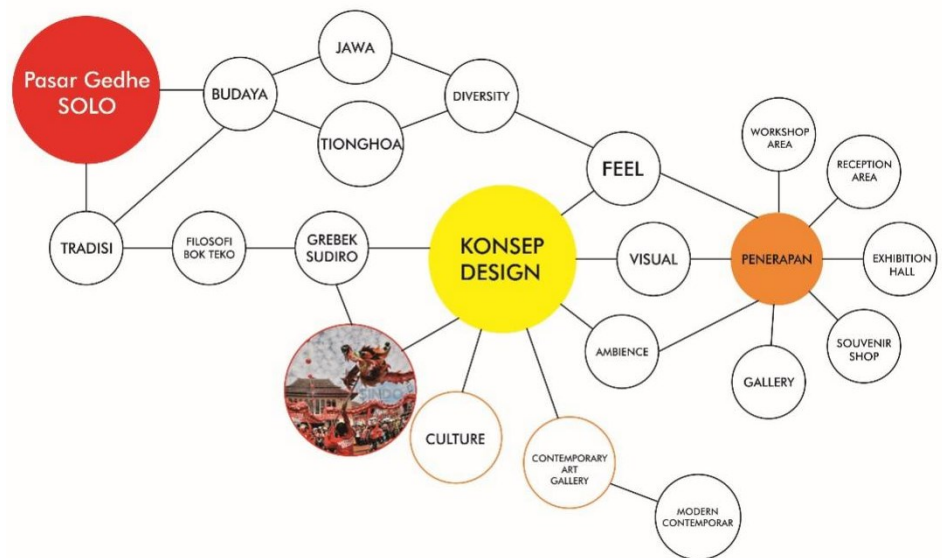 Pasar Gedhe
SOLO
BUDAYA
JAWA
TIONGHOA
DIVERSITY
TRADISI
FILOSOFI
BOK TEKO
GREBEK
SUDIRO
KONSEP
DESIGN
FEEL
VISUAL
AMBIENCE
CULTURE
CONTEMPORARY
ART
GALLERY
MODERN
CONTEMPORAR
PENERAPAN
WORKSHOP
AREA
RECEPTION
AREA
EXHIBITION
HALL
SOUVENIR
SHOP
GALLERY
SINDO